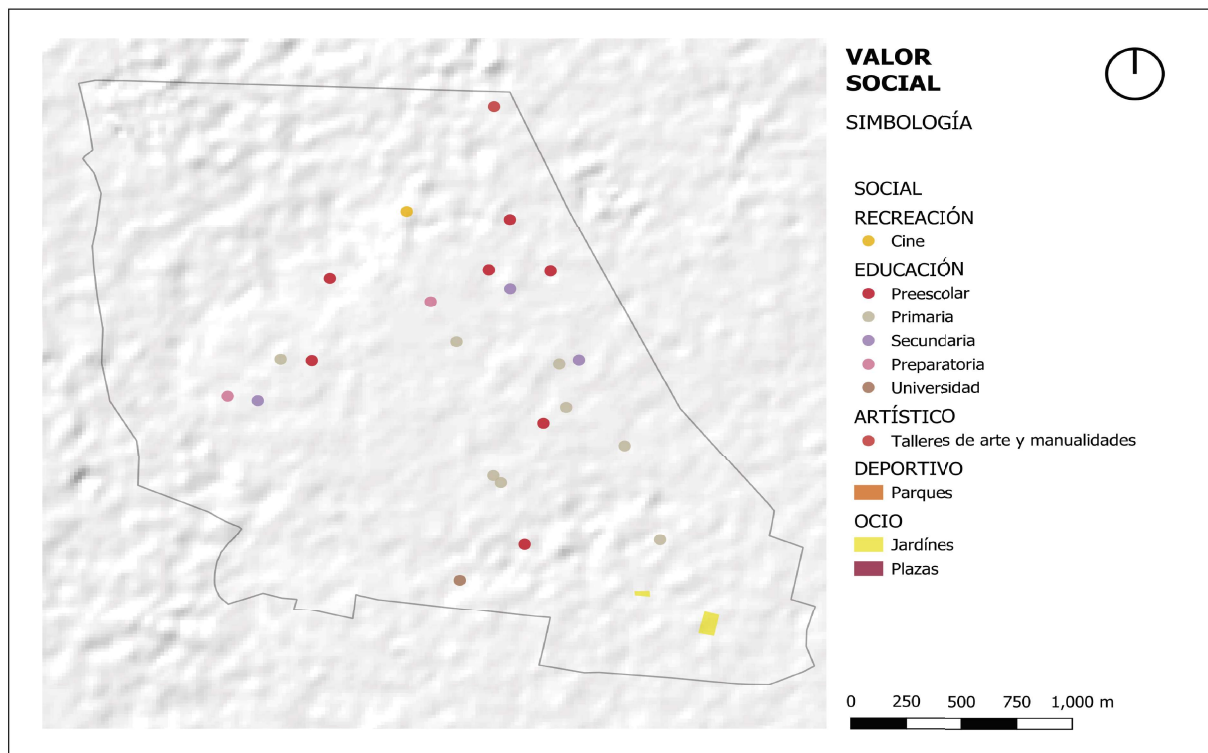 VALOR
SOCIAL
SIMBOLOGÍA
SOCIAL
RECREACIÓN
Cine
EDUCACIÓN
Preescolar
Primaria
Secundaria
Preparatoria
Universidad
ARTÍSTICO
Talleres de arte y manualidades
DEPORTIVO
Parques
OCIO
Jardínes
Plazas
0 250 500 750 1,000 m